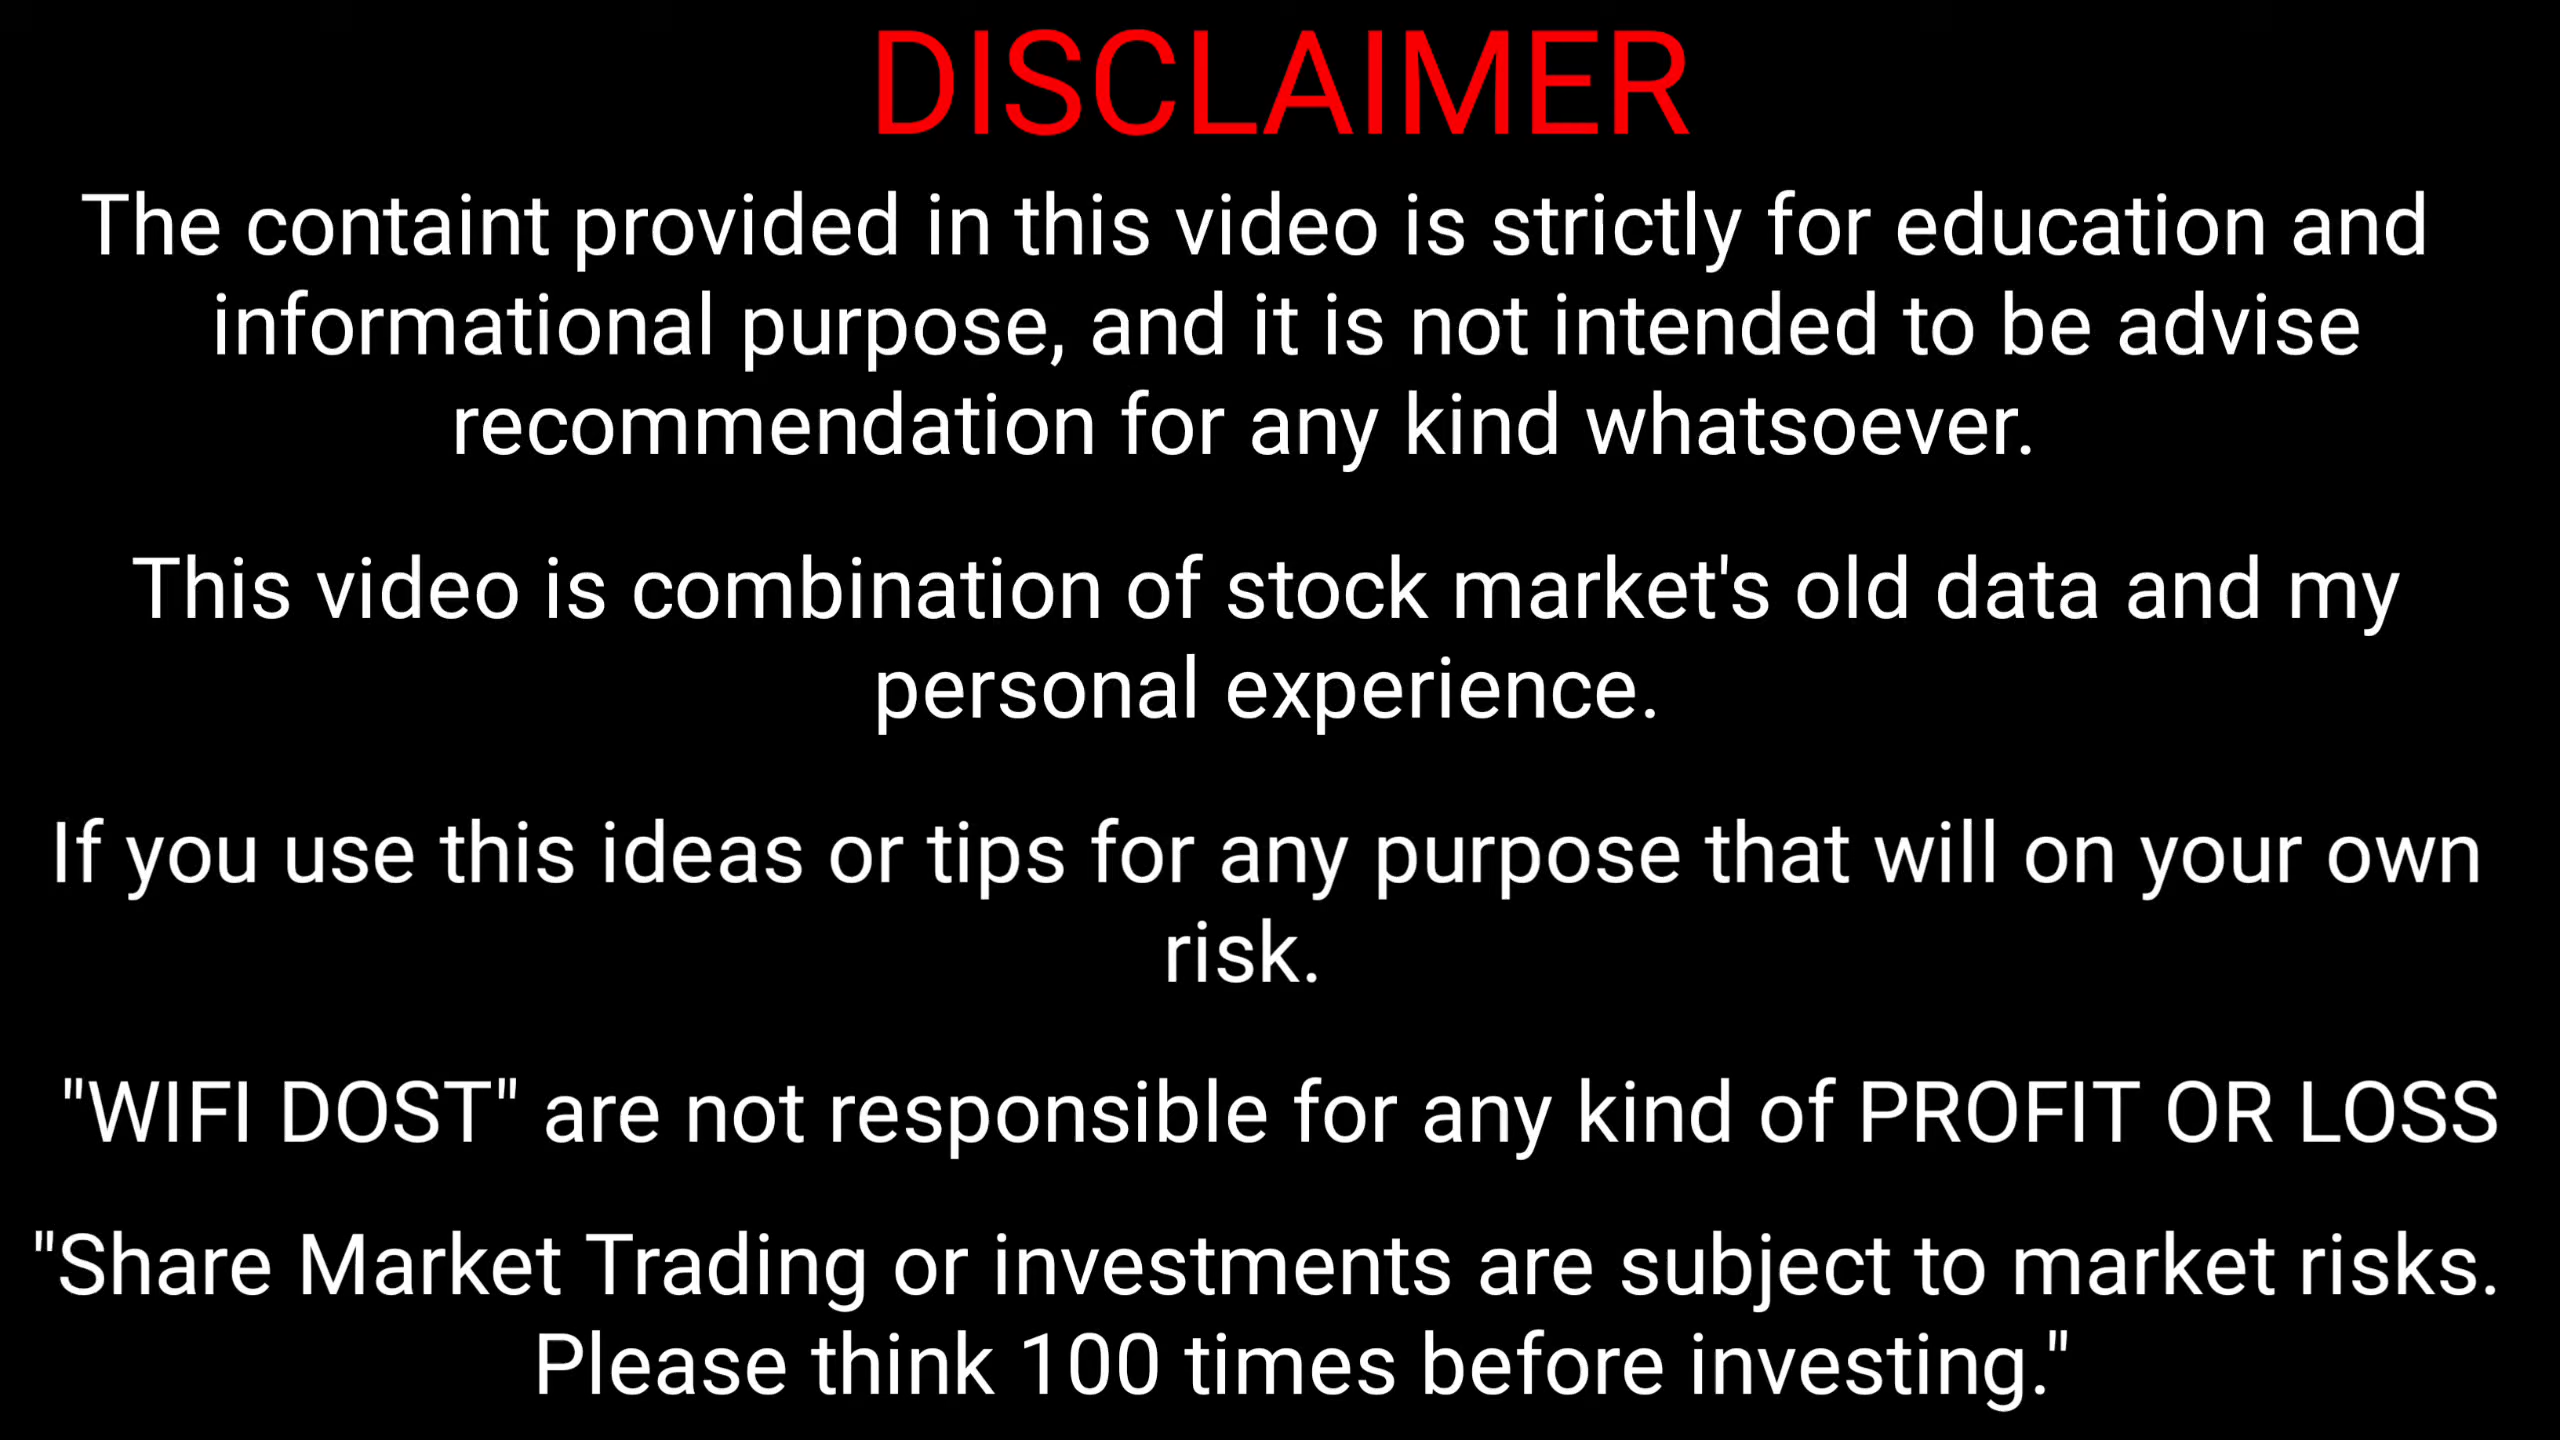 DISCLAIMER
The containt provided in this video is strictly for education and
informational purpose, and it is not intended to be advise
recommendation for any kind whatsoever.
This video is combination of stock market's old data and my
personal experience.
If you use this ideas or tips for any purpose that will on your own
risk.
"WIFI DOST" are not responsible for any kind of PROFIT OR LOSS
"Share Market Trading or investments are subject to market risks.
Please think 100 times before investing."